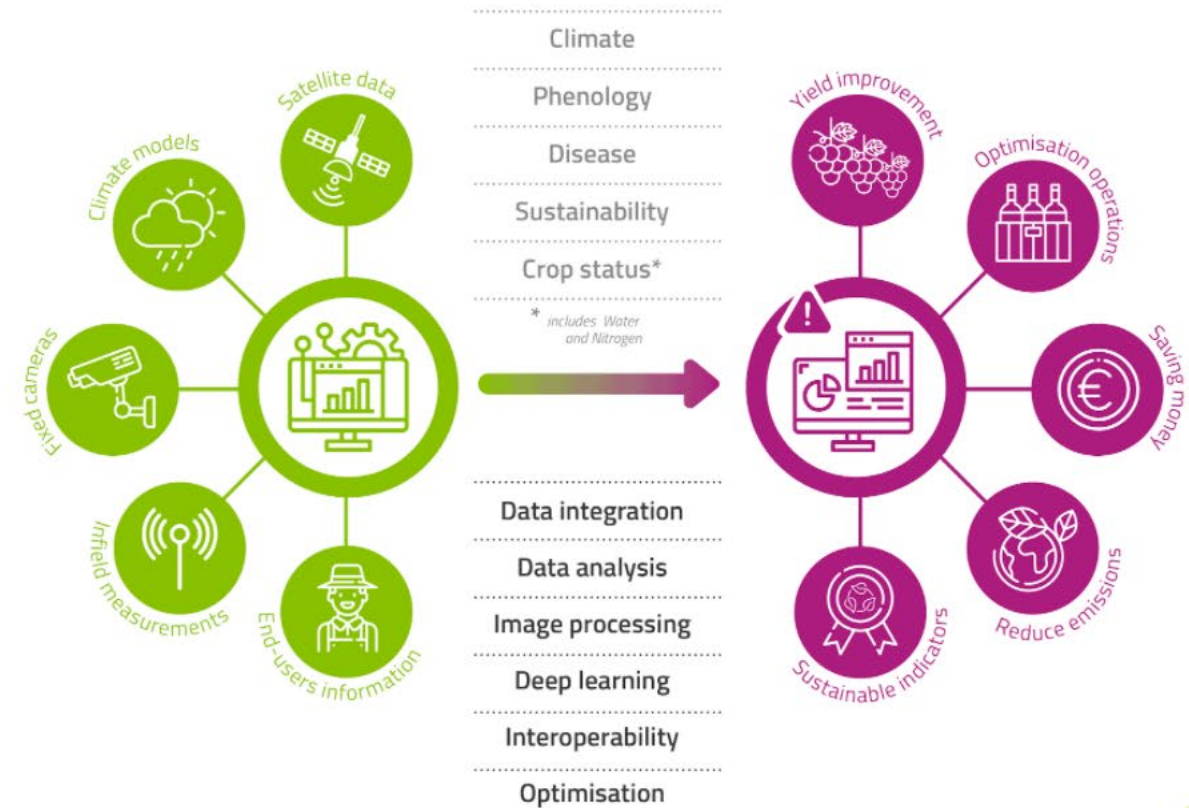 Satellite data
Climate models
Fixed cameras
Infield measurements
End-users information
Climate
Phenology
Disease
Sustainability
Crop status*
* includes Water
and Nitrogen
Data integration
Data analysis
Image processing
Deep learning
Interoperability
Optimisation
Yield improvement
Optimisation operations
Saving money
€
Reduce emissions
Sustainable indicators
!